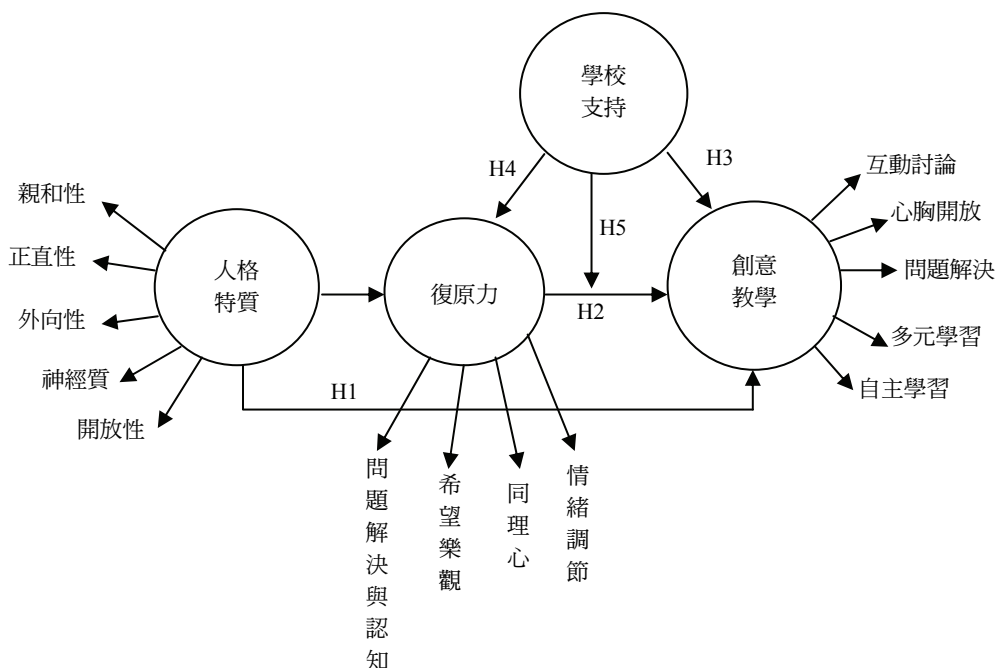 學校
支持
H4
H3
H5
親和性
正直性
外向性
神經質
開放性
人格
特質
復原力
H2
創意
教學
互動討論
心胸開放
問題解決
多元學習
自主學習
H1
問題解決與認知
希望樂觀
同理心
情緒調節